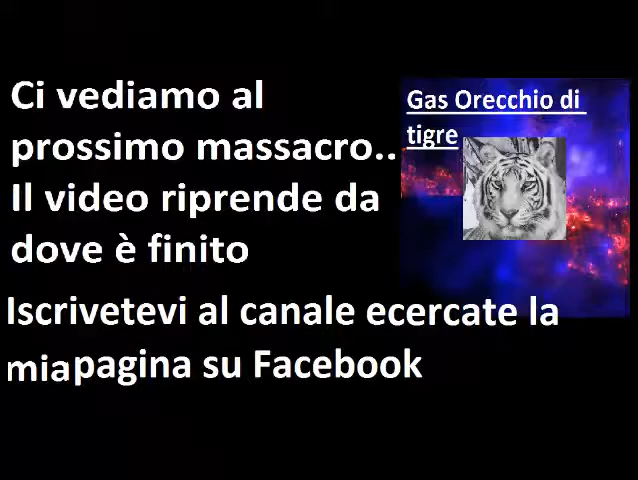 Ci vediamo al
prossimo massacro..
Il video riprende da
dove è finito
Gas Orecchio di
tigre
Iscrivetevi al canale ecercate la
miapagina su Facebook